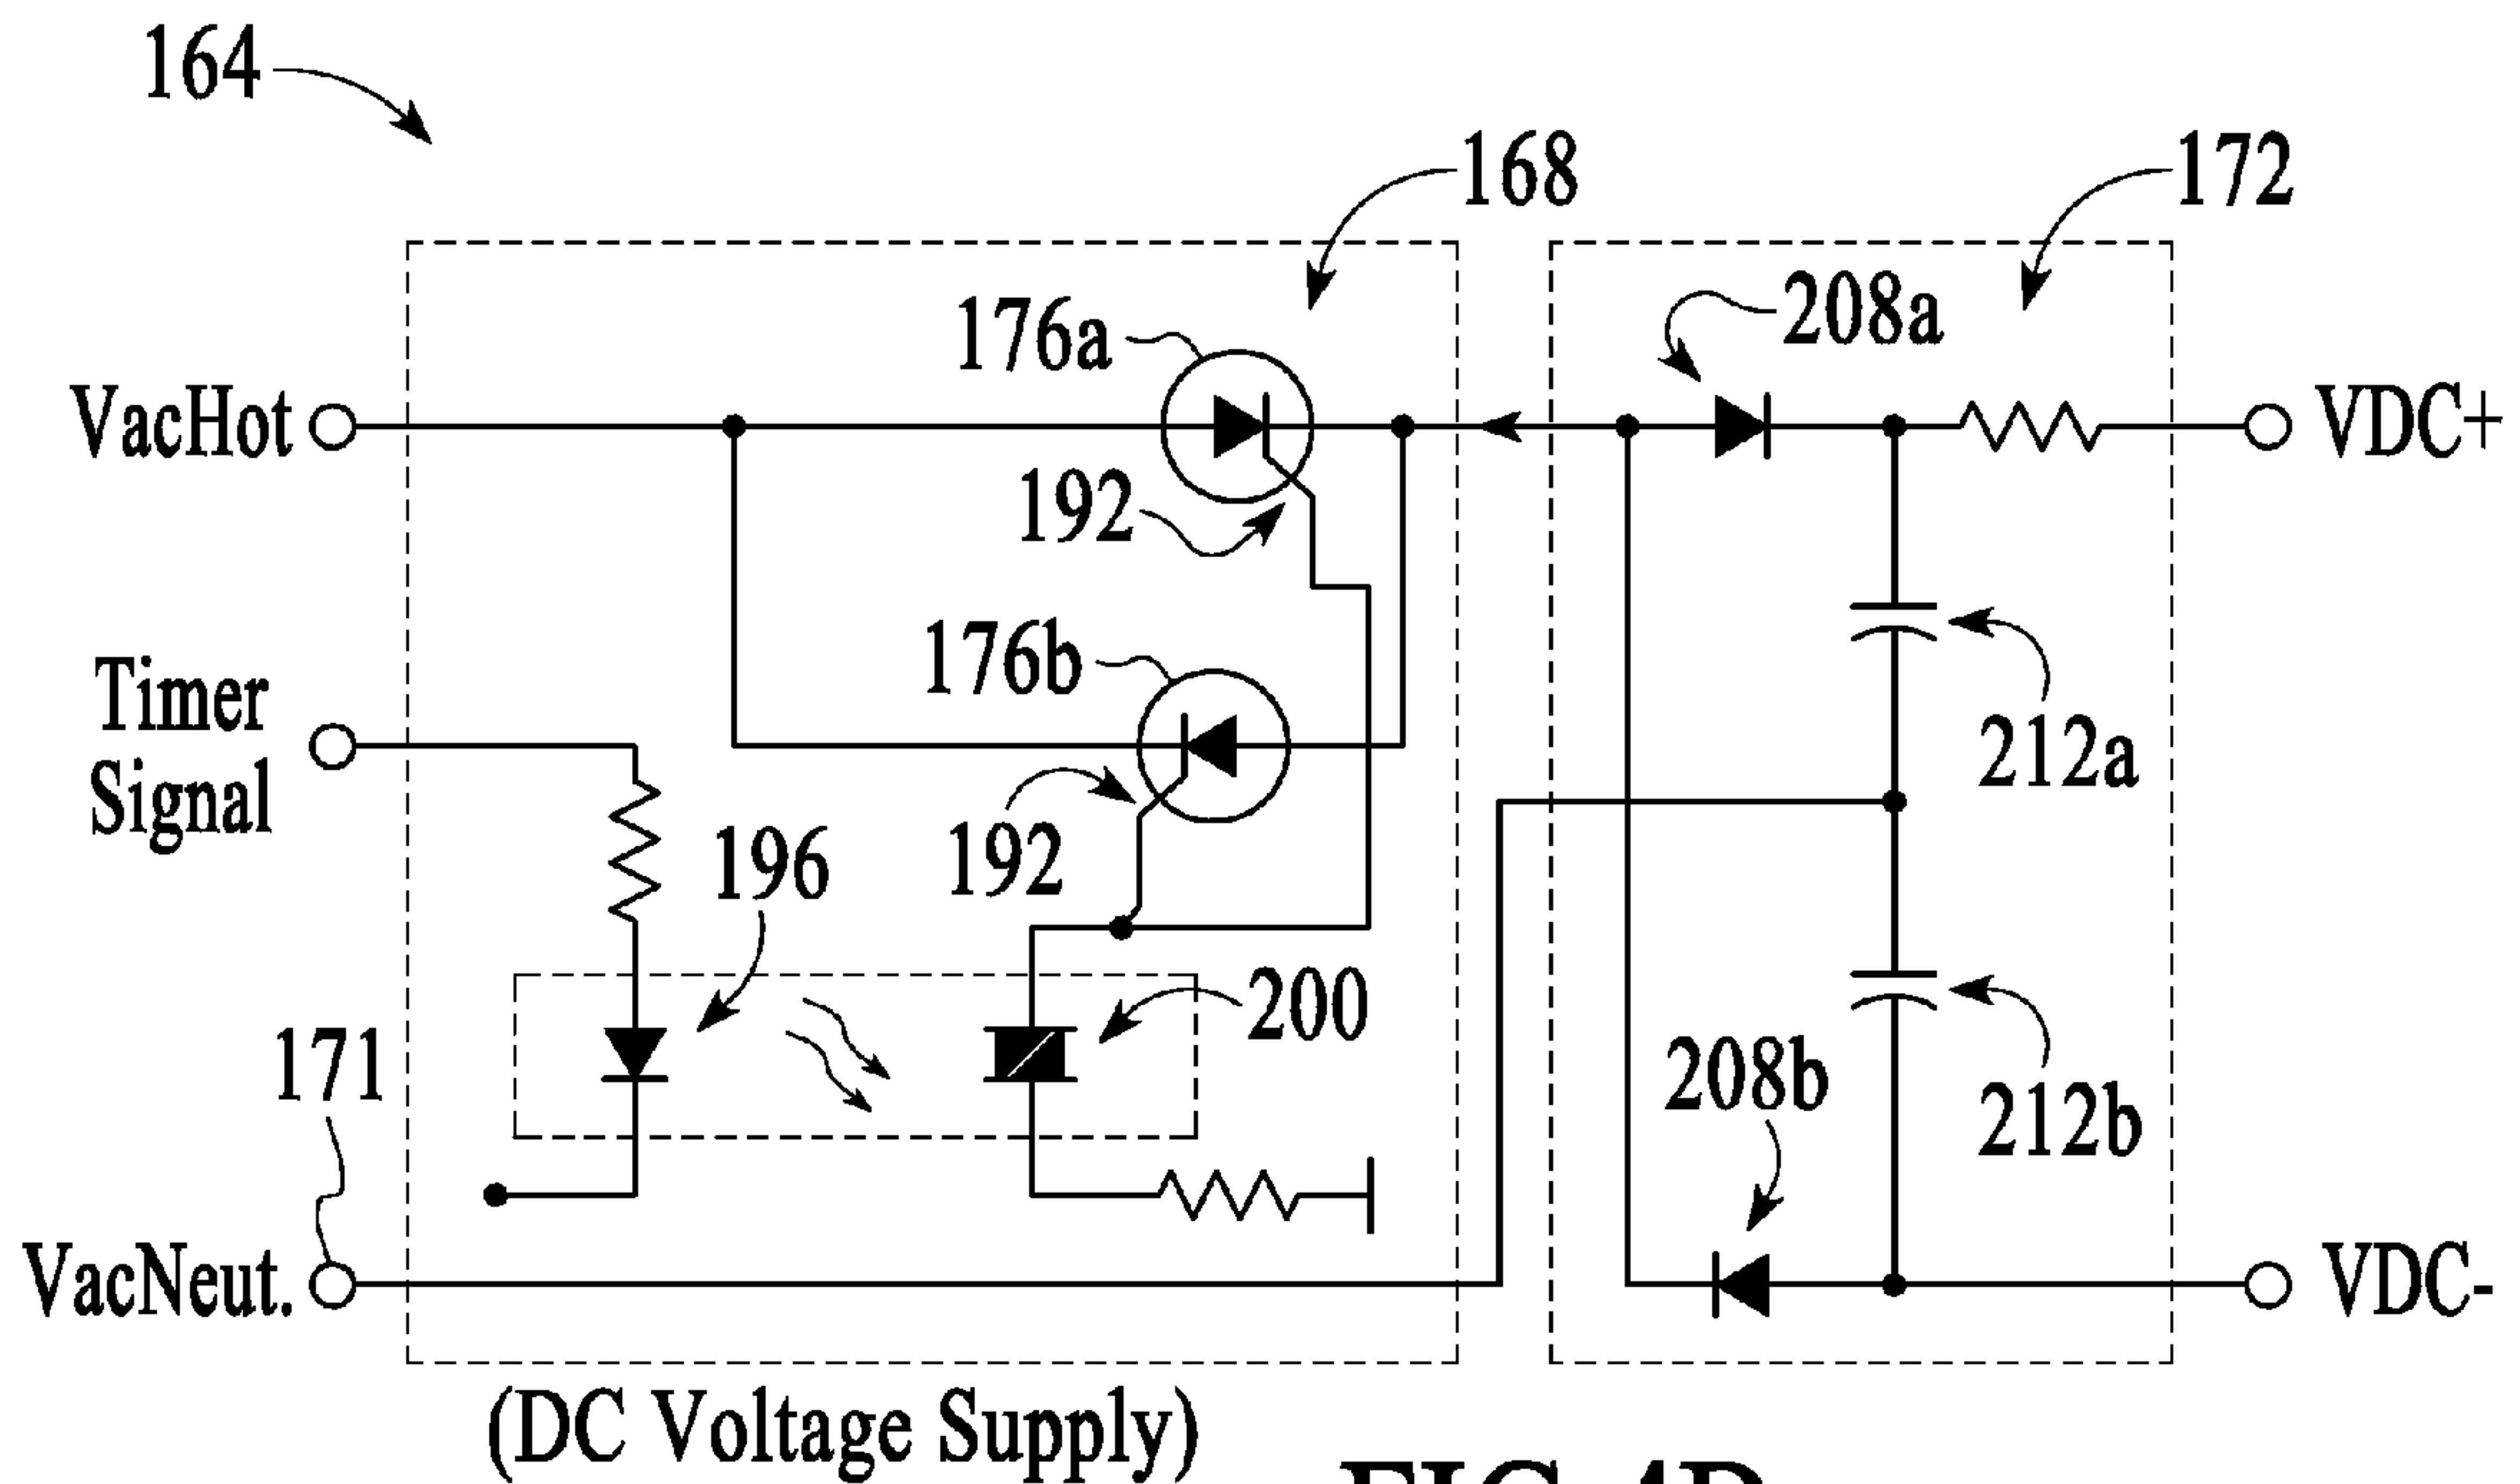 164
168
172
208a
176a
VacHot
VDC+
192
176b
Timer
Signal
212a
192
196
200
171
208b
212b
VacNeut.
VDC-
(DC Voltage Supply)